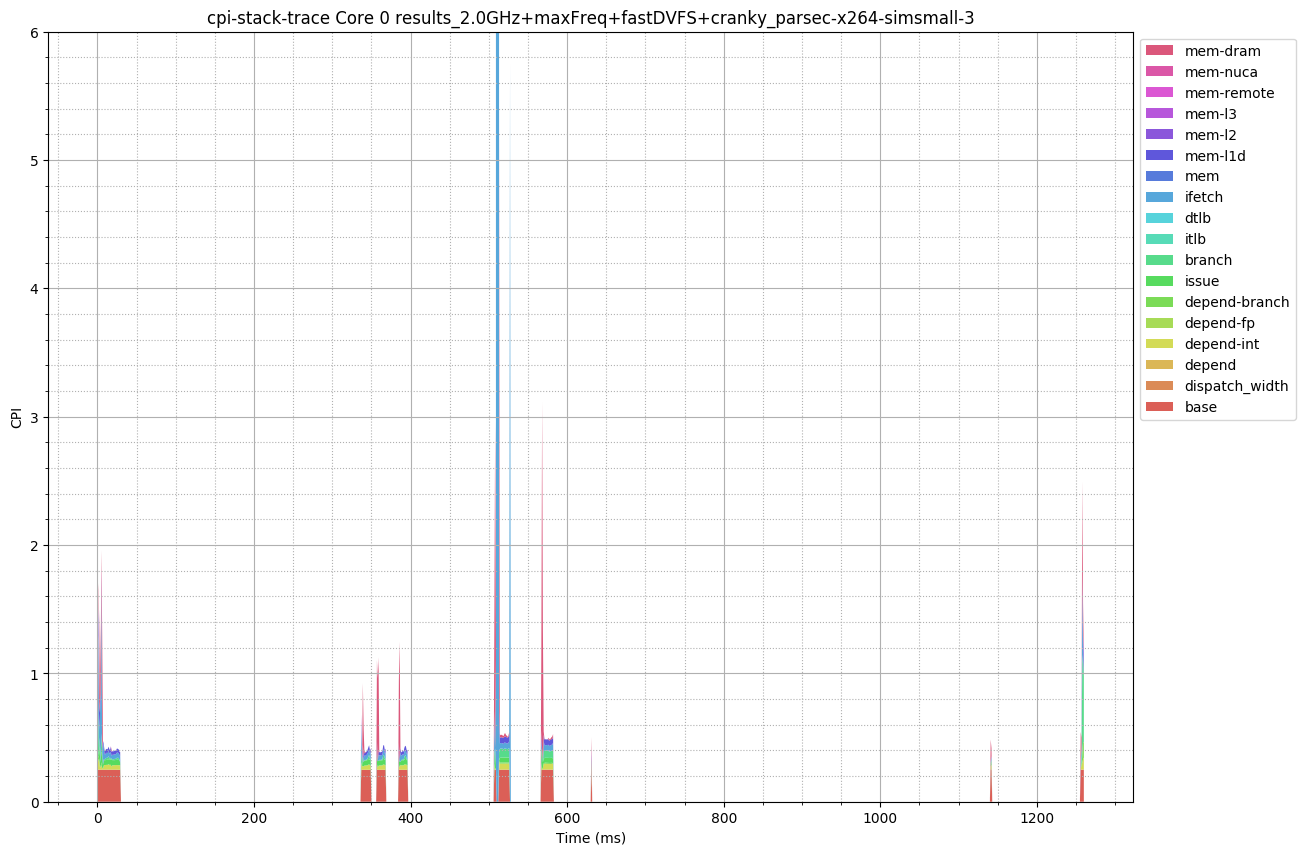 cpi-stack-trace Core 0 results_2.0GHz+maxFreq+fastDVFS+cranky_parsec-x264-simsmall-3
6
5
4
3
2
1
0
CPI
0
200
400
600
800
1000
1200
Time (ms)
mem-dram
mem-nuca
mem-remote
mem-l3
mem-l2
mem-l1d
mem
ifetch
dtlb
itlb
branch
issue
depend-branch
depend-fp
depend-int
depend
dispatch_width
base